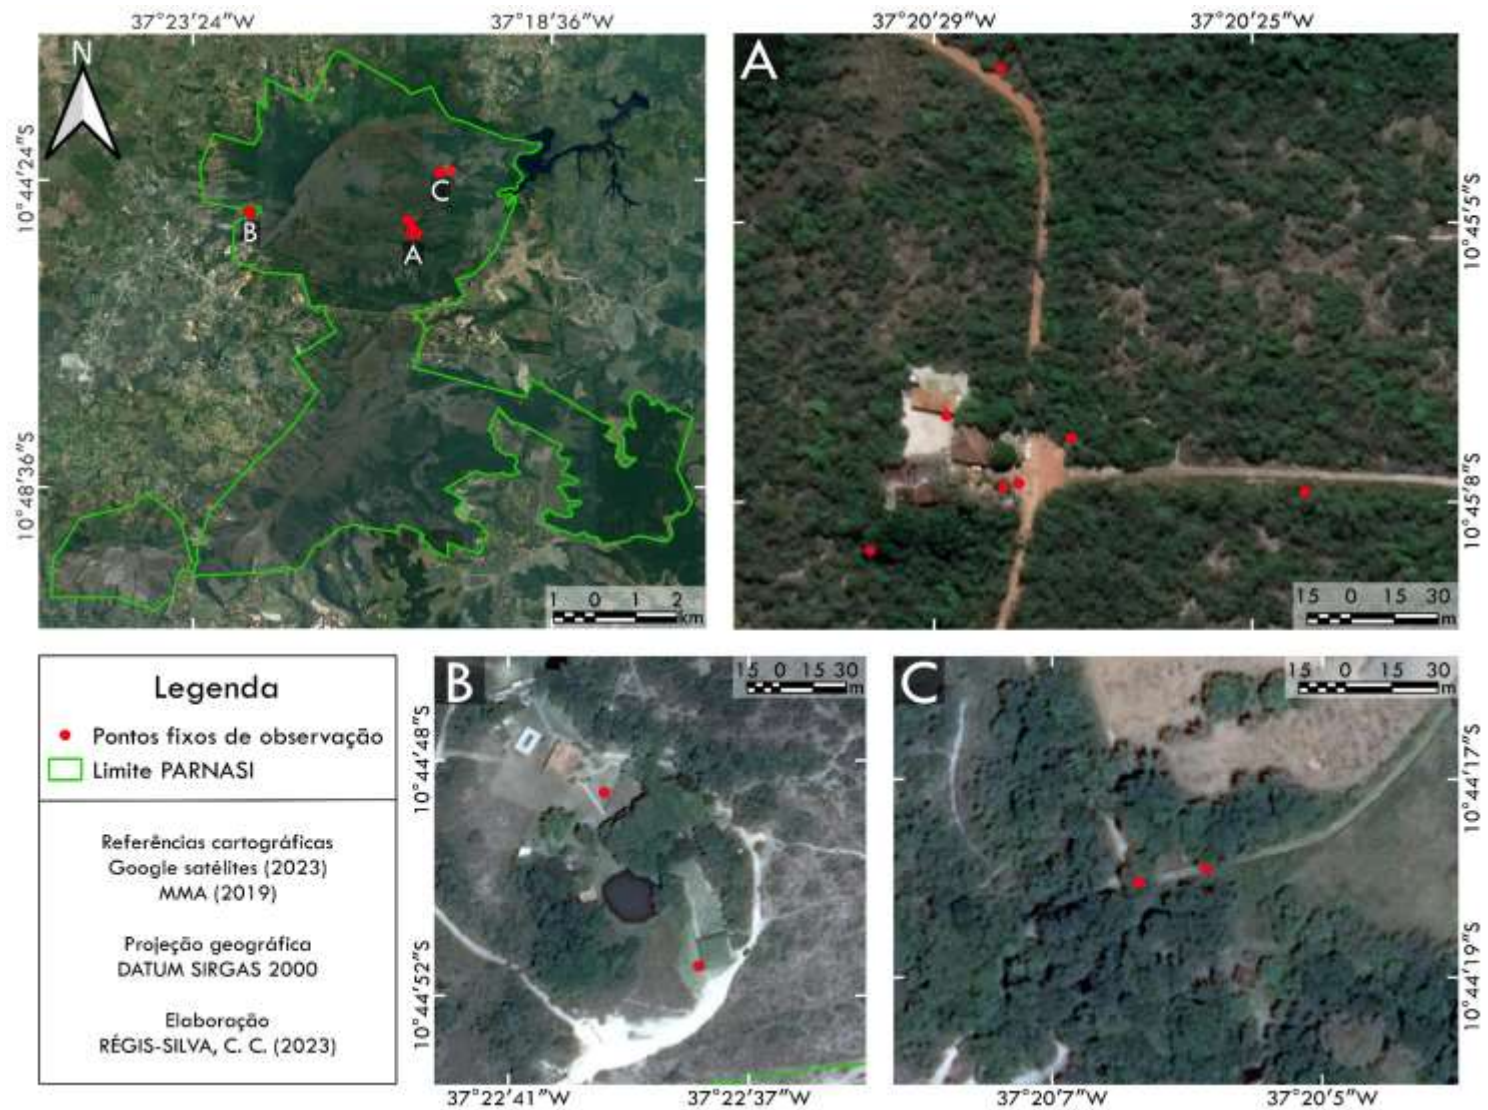 37°23'24"W
37°18'36"W
N
10°44'24"S
10°48'36"S
C
B
A
1 0 1 2
km
37°20'29"W
37°20'25"W
A
10°45'5"S
10°45'8"S
15 0 15 30
m
Legenda
Pontos fixos de observação
Limite PARNASI
Referências cartográficas
Google satélites (2023)
MMA (2019)
Projeção geográfica
DATUM SIRGAS 2000
Elaboração
RÉGIS-SILVA, C. C. (2023)
B
15 0 15 30
m
10°44'48"S
10°44'52"S
37°22'41"W
37°22'37"W
C
15 0 15 30
m
10°44'17"S
10°44'19"S
37°20'7"W
37°20'5"W